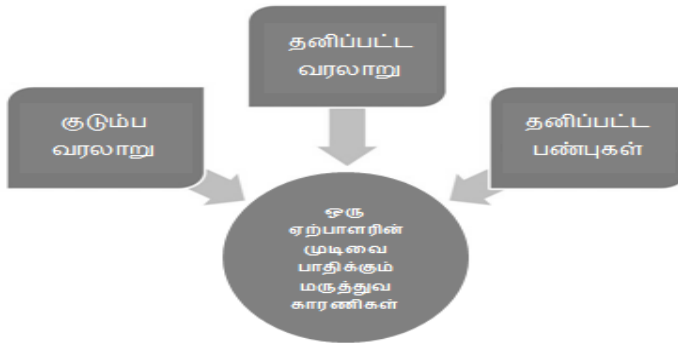 தனிப்பட்ட
வரலாறு
குடும்ப
வரலாறு
தனிப்பட்ட
பண்புகள்
ஒரு
ஏற்பாளரின்
முடிவை
பாதிக்கும்
மருத்துவ
காரணிகள்